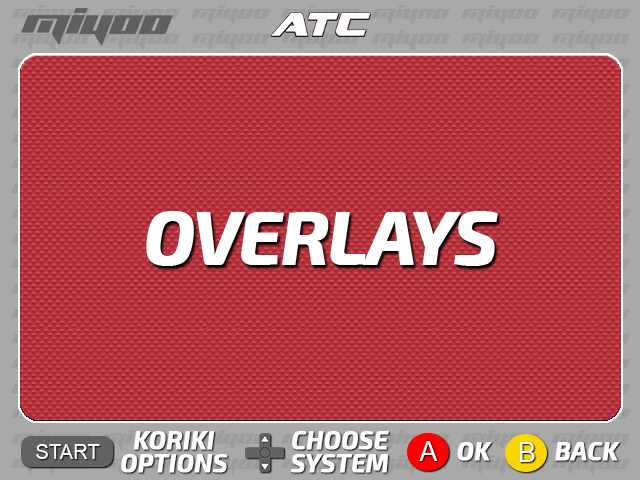 miyoo
ATC
OVERLAYS
START
KORIKI
OPTIONS
CHOOSE
SYSTEM
A
OK
B
BACK